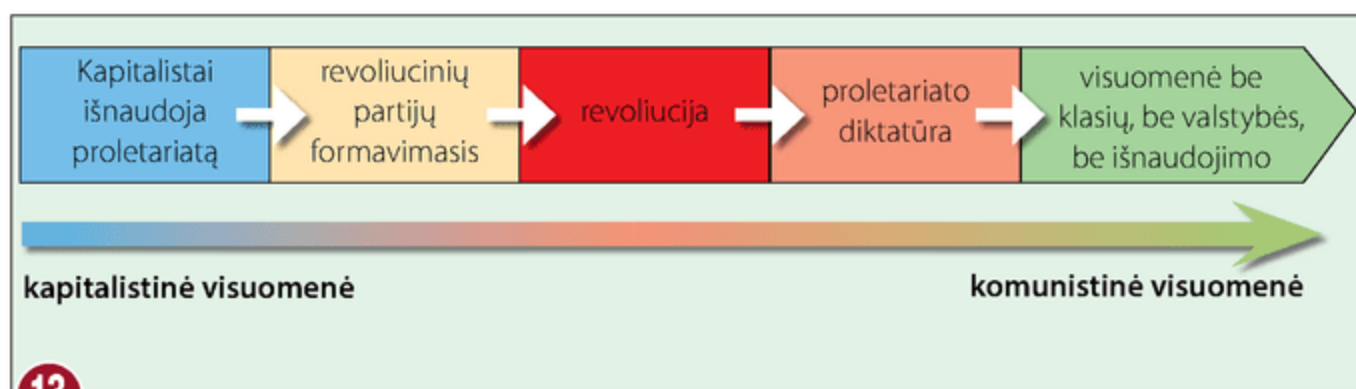 Kapitalistai
išnaudoja
proletariatą
revoliucinių
partijų
formavimasis
revoliucija
proletariato
diktatūra
visuomenė be
klasių, be valstybės,
be išnaudojimo
kapitalistinė visuomenė
komunistinė visuomenė